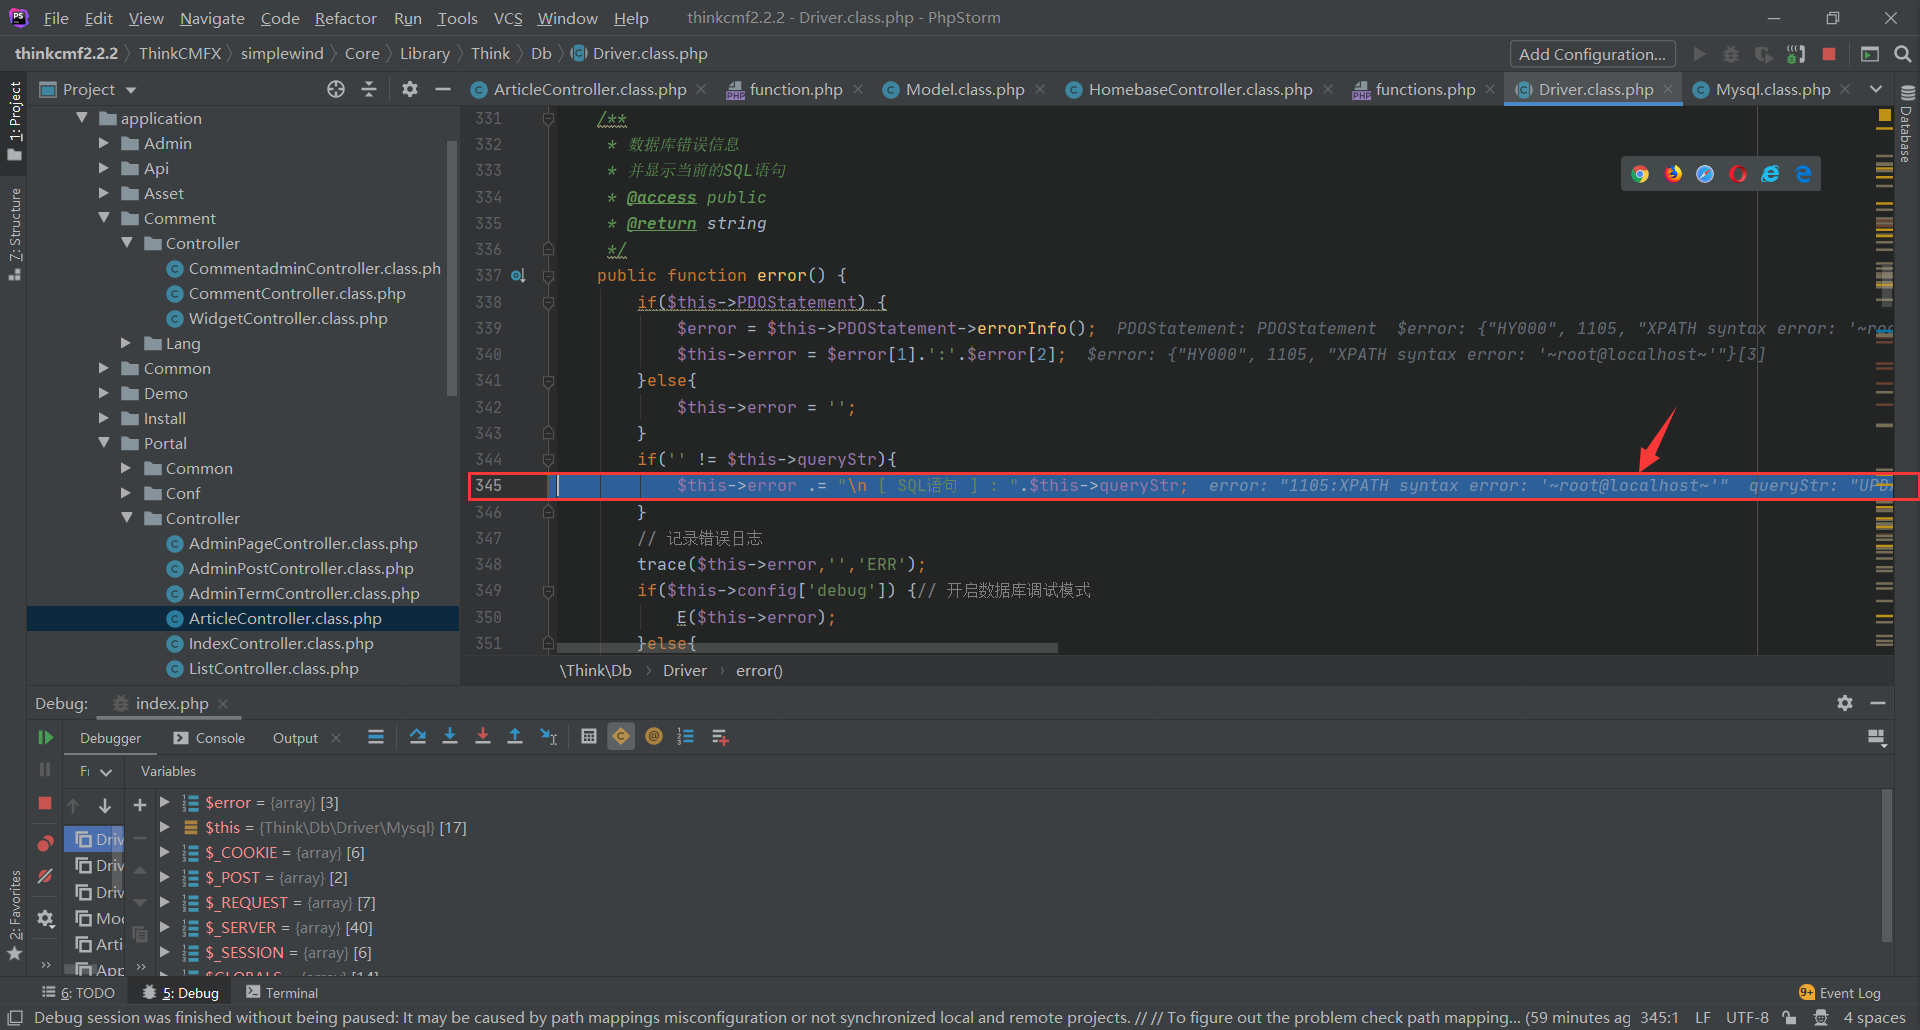 File Edit View Navigate Code Refactor Run Tools VCS Window Help thinkcmf2.2.2 - Driver.class.php - PhpStorm
thinkcmf2.2.2 ThinkCMFX simplewind Core Library Think Db Driver.class.php Add Configuration...
Project
ArticleController.class.php function.php Model.class.php HomebaseController.class.php functions.php Driver.class.php Mysql.class.php
1: Project
7: Structure
2: Favorites
Database
application
Admin
Api
Asset
Comment
Controller
CommentadminController.class.ph
CommentController.class.php
WidgetController.class.php
Lang
Common
Demo
Install
Portal
Common
Conf
Controller
AdminPageController.class.php
AdminPostController.class.php
AdminTermController.class.php
ArticleController.class.php
IndexController.class.php
ListController.class.php
331 /**
332 * 数据库错误信息
333 * 并显示当前的SQL语句
334 * @access public
335 * @return string
336 */
337 public function error() {
338 if($this->PDOStatement) {
339 $error = $this->PDOStatement->errorInfo(); PDOStatement: PDOStatement $error: {"HY000", 1105, "XPATH syntax error: '~roo
340 $this->error = $error[1].':'.$error[2]; $error: {"HY000", 1105, "XPATH syntax error: '~root@localhost~'"}[3]
341 }else{
342 $this->error = '';
343 }
344 if('' != $this->queryStr){
345 $this->error .= "\n [ SQL语句 ] : ".$this->queryStr; error: "1105:XPATH syntax error: '~root@localhost~'" queryStr: "UPDA
346 }
347 // 记录错误日志
348 trace($this->error,'','ERR');
349 if($this->config['debug']) {// 开启数据库调试模式
350 E($this->error);
351 }else{
\Think\Db Driver error()
Debug: index.php
Debugger Console Output
Fr Variables
$error = {array} [3]
$this = {Think\Db\Driver\Mysql} [17]
$_COOKIE = {array} [6]
$_POST = {array} [2]
$_REQUEST = {array} [7]
$_SERVER = {array} [40]
$_SESSION = {array} [6]
$GLOBALS = {array} [14]
Driv
Driv
Driv
Mod
Arti
App
6: TODO 5: Debug Terminal 9+ Event Log
Debug session was finished without being paused: It may be caused by path mappings misconfiguration or not synchronized local and remote projects. // // To figure out the problem check path mapping... (59 minutes ag 345:1 LF UTF-8 4 spaces